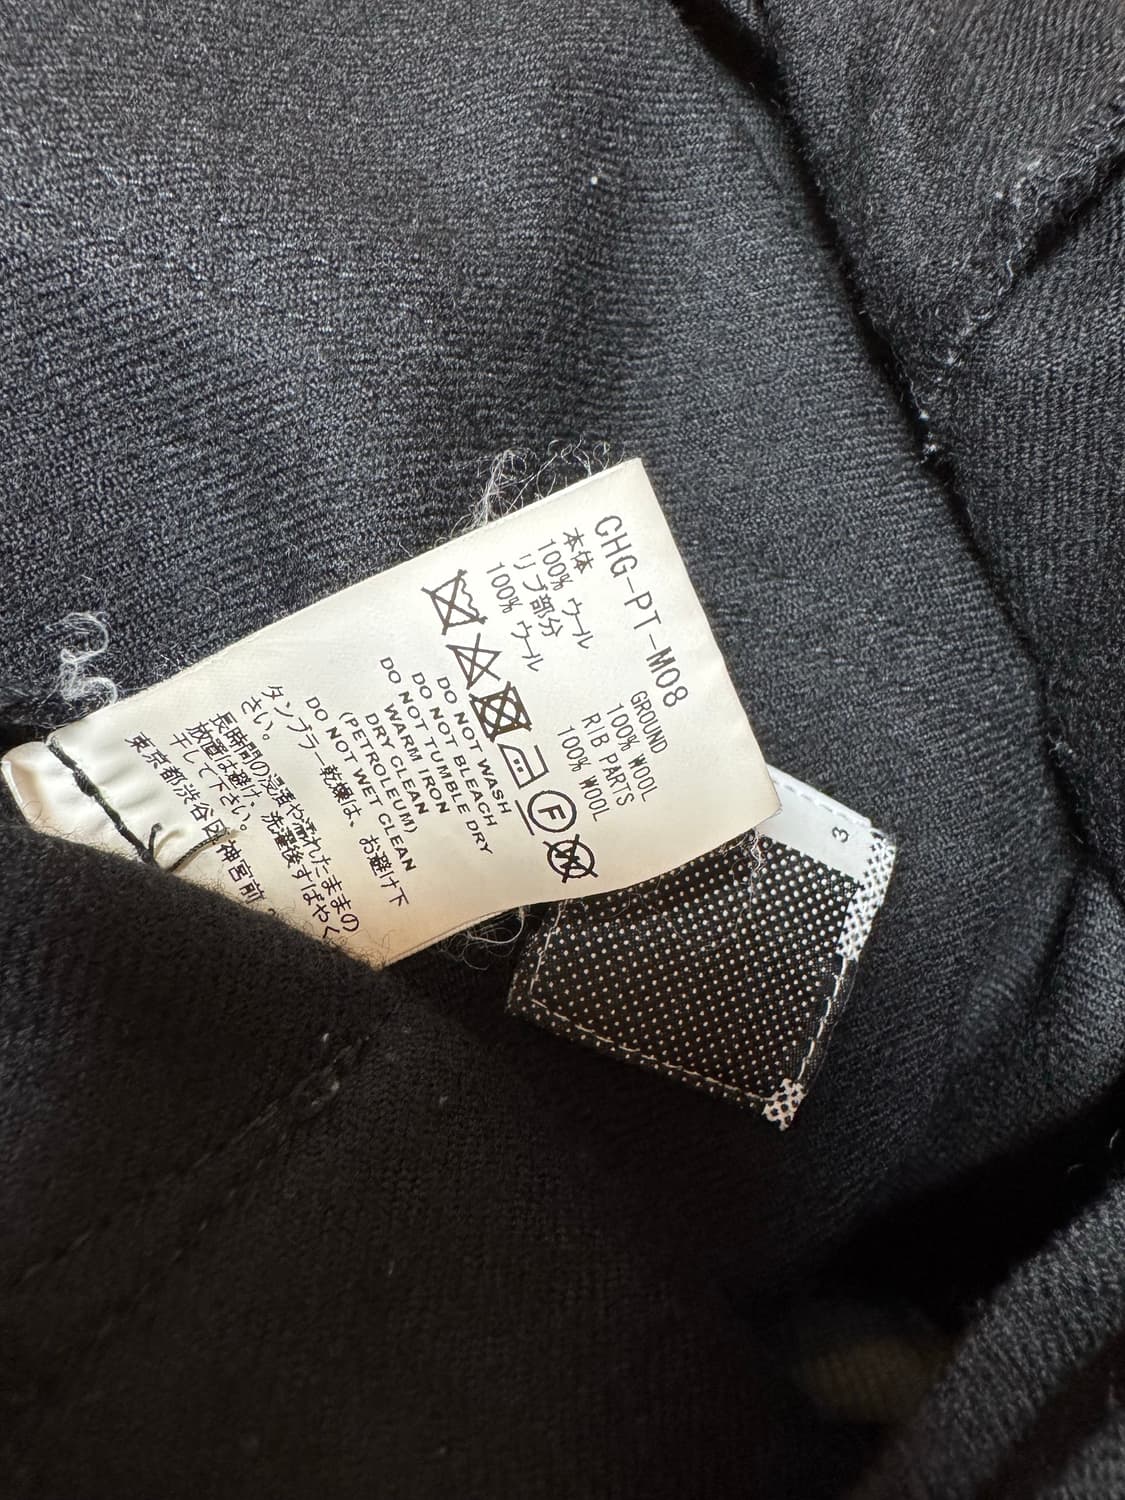 GHG-PT-M08
本体
100% ウール
リブ部分
100% ウール
GROUND
100% WOOL
RIB PARTS
100% WOOL
F
W
DO NOT WASH
DO NOT BLEACH
DO NOT TUMBLE DRY
WARM IRON
DRY CLEAN
(PETROLEUM)
DO NOT WET CLEAN
タンブラー乾燥は、お避け下
さい。
長時間の浸漬や濡れたままの
放置は避け、洗濯後すばやく
干して下さい。
東京都渋谷区神宮前
3